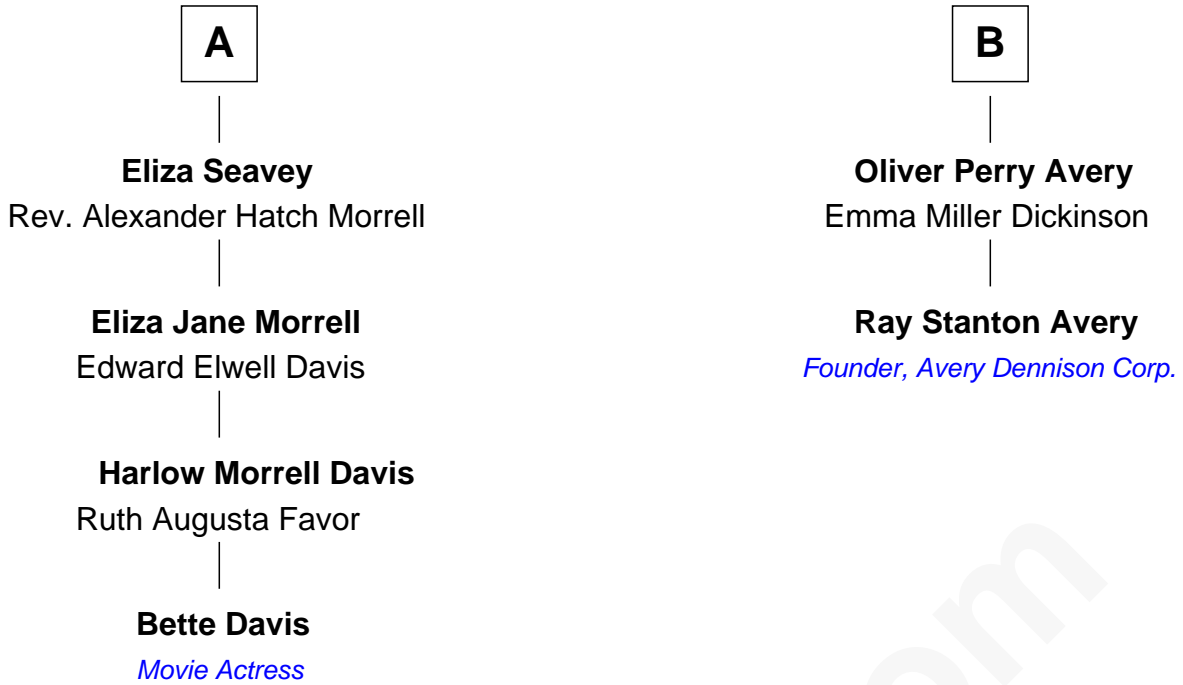 A
Eliza Seavey
Rev. Alexander Hatch Morrell
Eliza Jane Morrell
Edward Elwell Davis
Harlow Morrell Davis
Ruth Augusta Favor
Bette Davis
Movie Actress
B
Oliver Perry Avery
Emma Miller Dickinson
Ray Stanton Avery
Founder, Avery Dennison Corp.
om